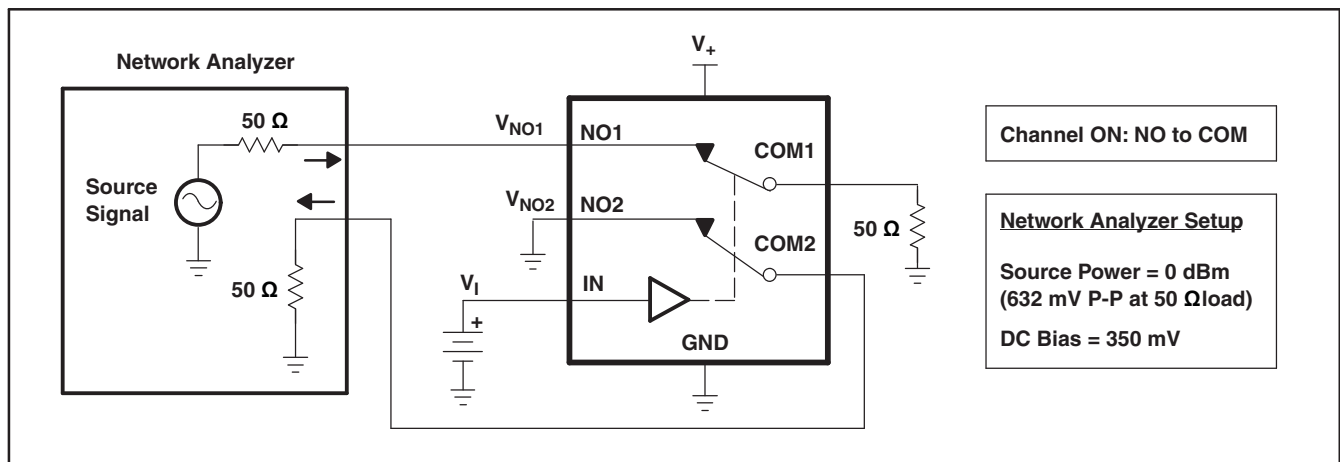 Network Analyzer
50 Ω
Source
Signal
50 Ω
V+
VNO1
NO1
COM1
VNO2
NO2
COM2
50 Ω
VI
IN
+
GND
Channel ON: NO to COM
Network Analyzer Setup
Source Power = 0 dBm
(632 mV P-P at 50 Ωload)
DC Bias = 350 mV